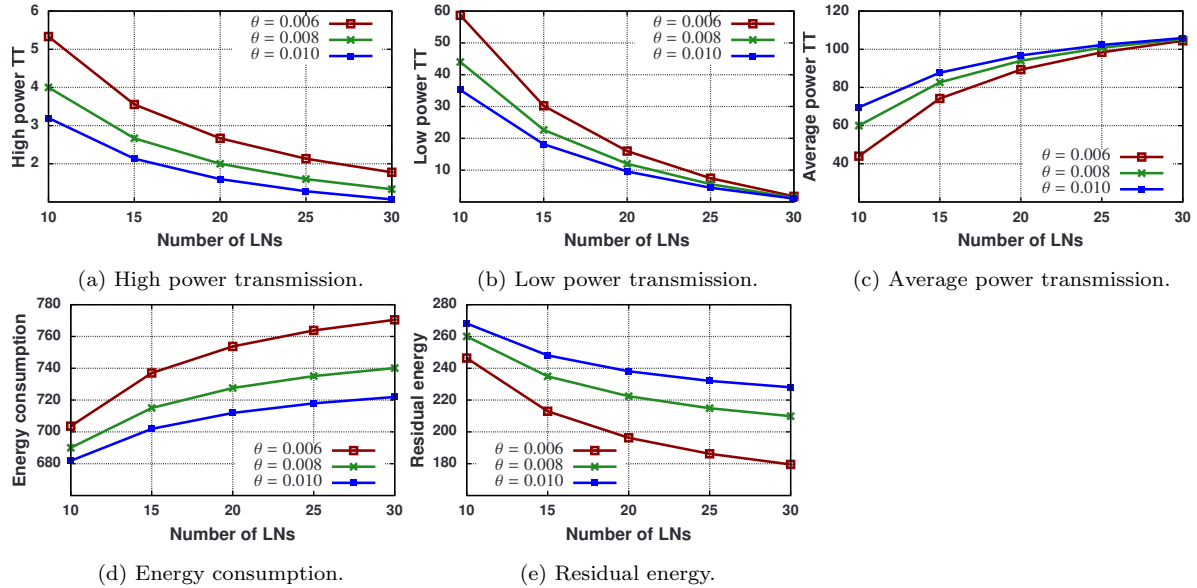 6
5
4
3
2
High power TT
θ = 0.006
θ = 0.008
θ = 0.010
10 15 20 25 30
Number of LNs
(a) High power transmission.
60
50
40
30
20
10
Low power TT
θ = 0.006
θ = 0.008
θ = 0.010
10 15 20 25 30
Number of LNs
(b) Low power transmission.
120
100
80
60
40
Average power TT
θ = 0.006
θ = 0.008
θ = 0.010
10 15 20 25 30
Number of LNs
(c) Average power transmission.
780
760
740
720
700
680
Energy consumption
θ = 0.006
θ = 0.008
θ = 0.010
10 15 20 25 30
Number of LNs
(d) Energy consumption.
280
260
240
220
200
180
Residual energy
θ = 0.006
θ = 0.008
θ = 0.010
10 15 20 25 30
Number of LNs
(e) Residual energy.